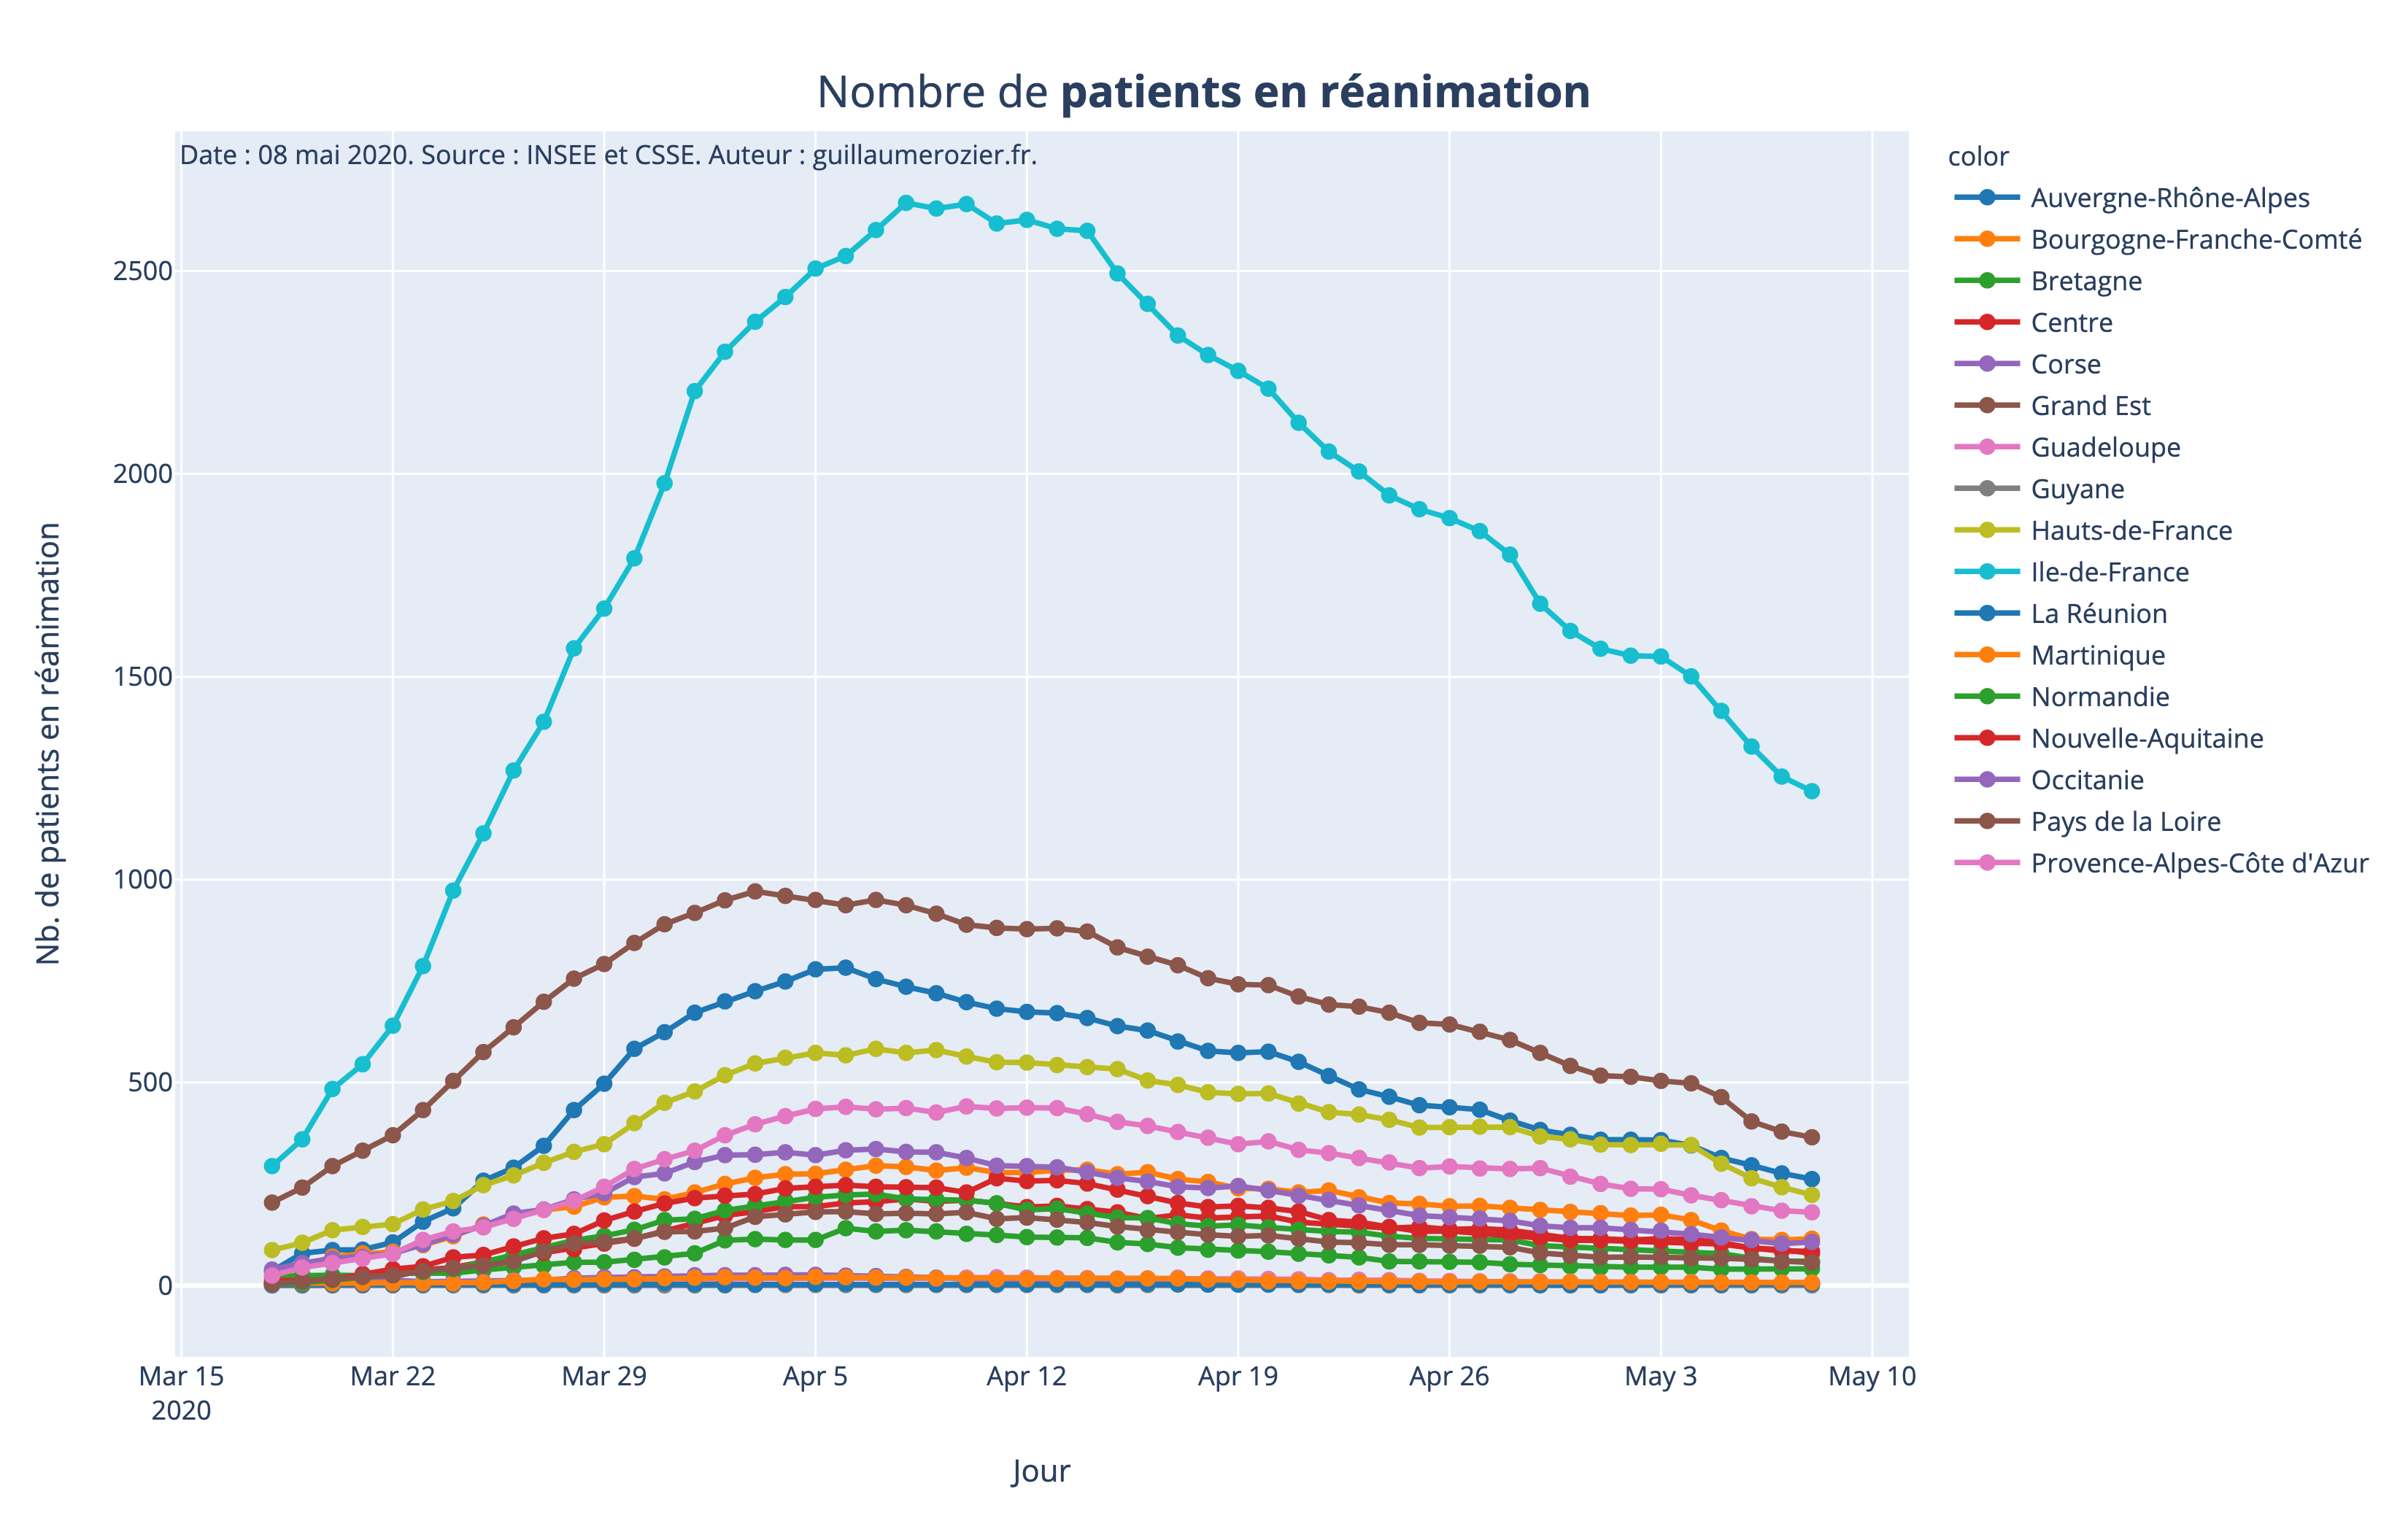 Nombre de patients en réanimation
Date : 08 mai 2020. Source : INSEE et CSSE. Auteur : guillaumerozier.fr.
Nb. de patients en réanimation
2500
2000
1500
1000
500
0
Mar 15 Mar 22 Mar 29 Apr 5 Apr 12 Apr 19 Apr 26 May 3 May 10
2020
Jour
color
Auvergne-Rhône-Alpes
Bourgogne-Franche-Comté
Bretagne
Centre
Corse
Grand Est
Guadeloupe
Guyane
Hauts-de-France
Ile-de-France
La Réunion
Martinique
Normandie
Nouvelle-Aquitaine
Occitanie
Pays de la Loire
Provence-Alpes-Côte d'Azur